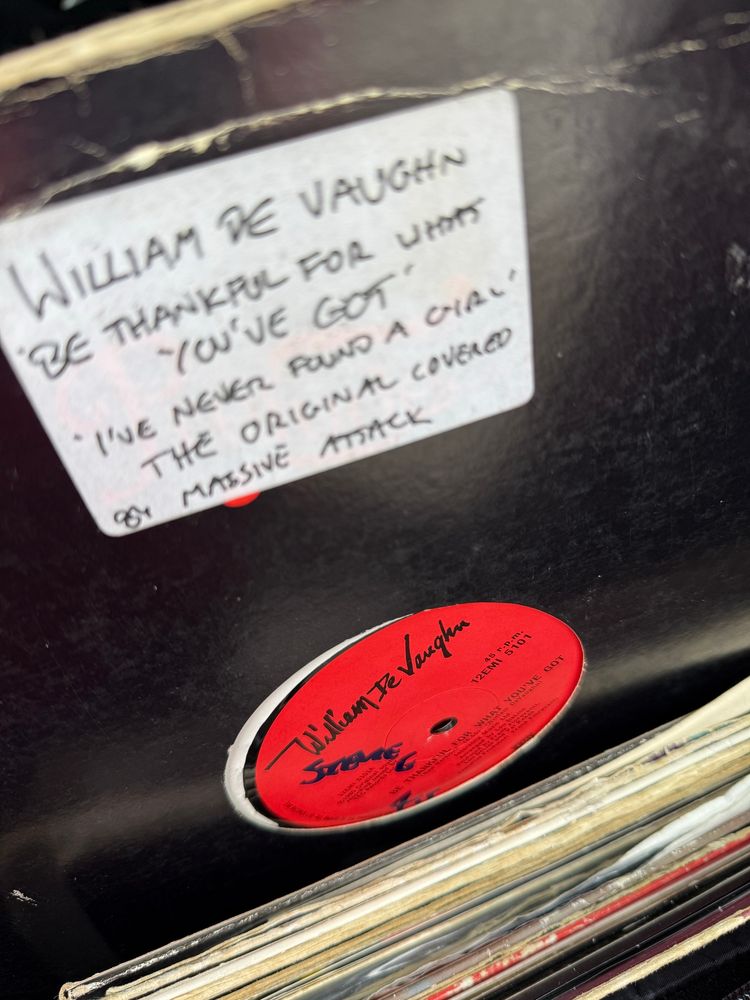 WILLIAM DE VAUGHN
'BE THANKFUL FOR WHAT
YOU'VE GOT'
'I'VE NEVER FOUND A GIRL'
THE ORIGINAL COVERED
BY MASSIVE ATTACK
William De Vaughn
45 r.p.m.
12EMI 5101
STEVE
G
BE THANKFUL FOR WHAT YOU'VE GOT